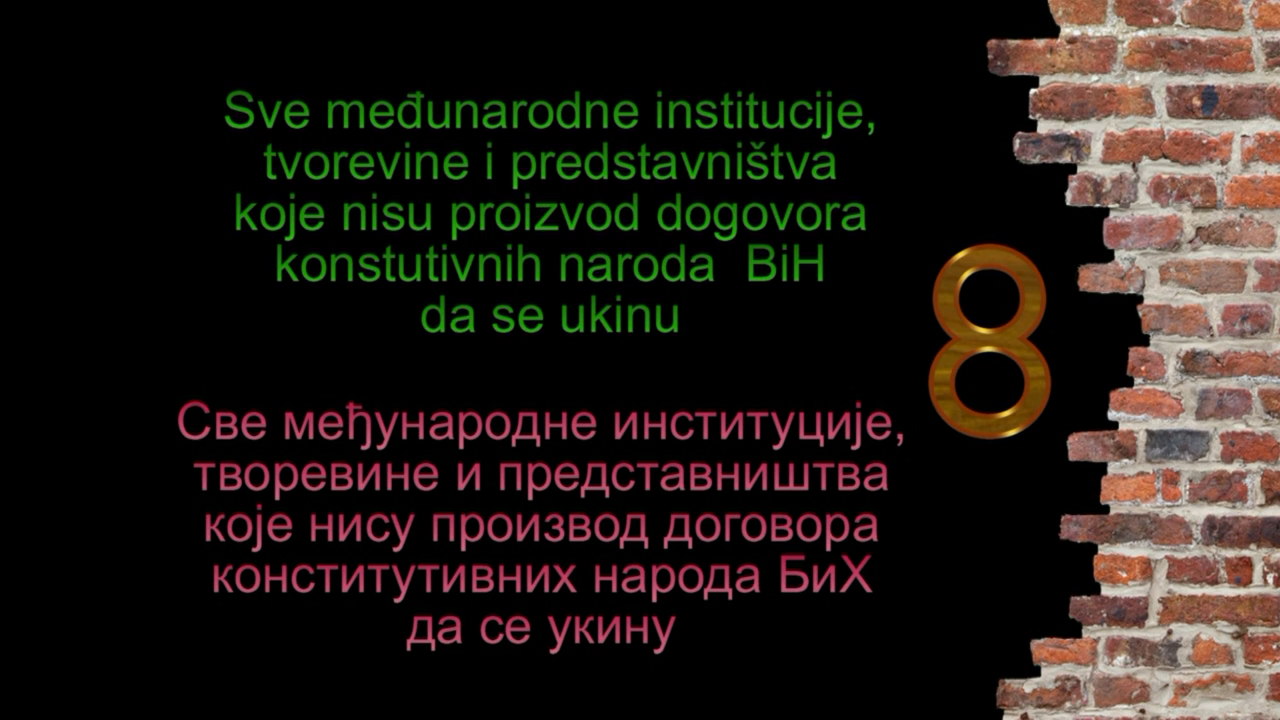 Sve međunarodne institucije,
tvorevine i predstavništva
koje nisu proizvod dogovora
konstutivnih naroda  BiH
da se ukinu
8
Све међународне институције,
творевине и представништва
које нису производ договора
конститутивних народа БиХ
да се укину